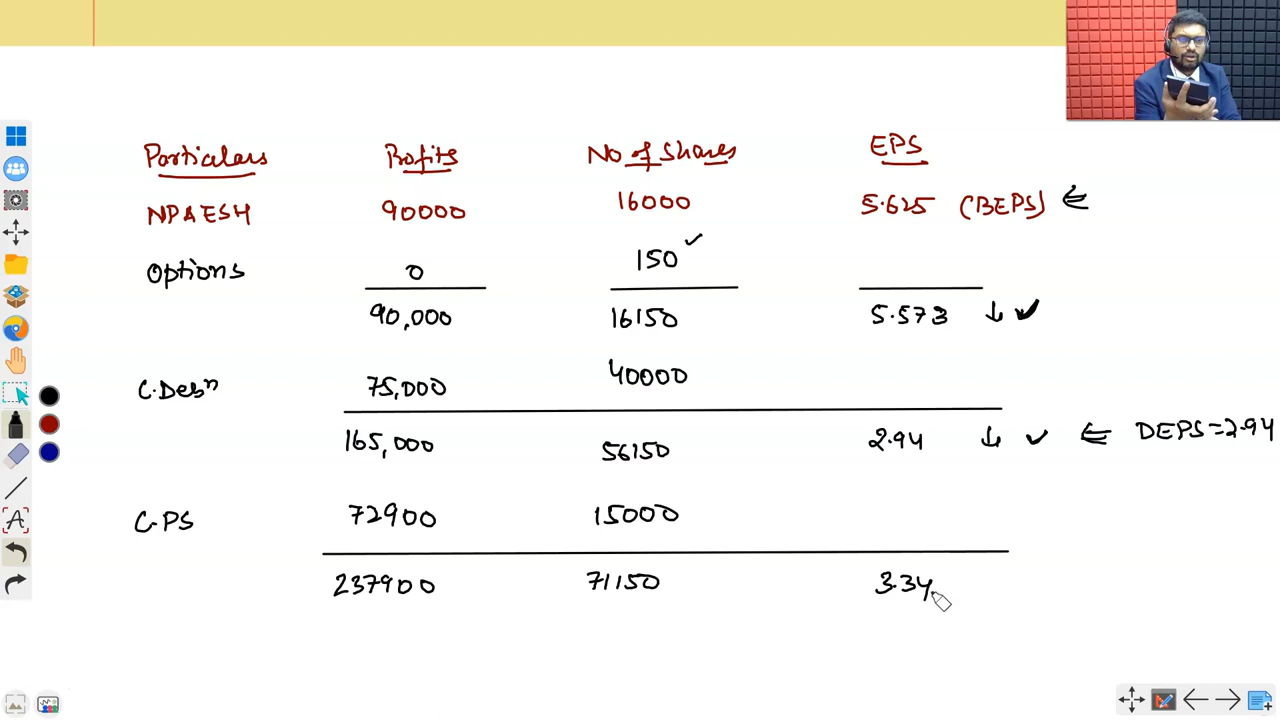 Particulars Profits No of Shares EPS
NPAESH 90000 16000 5.625 (BEPS)
Options 0 150
90,000 16150 5.573
C.Debⁿ 75,000 40000
165,000 56150 2.94 DEPS=2.94
C.PS 72900 15000
237900 71150 3.34